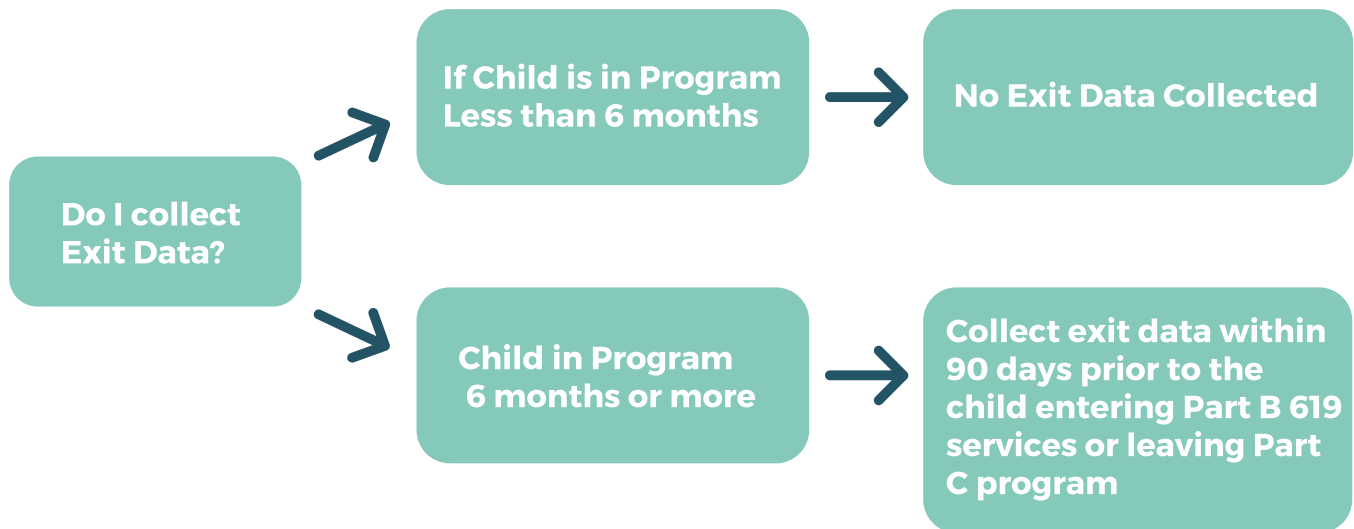 Do I collect
Exit Data?
If Child is in Program
Less than 6 months
No Exit Data Collected
Child in Program
6 months or more
Collect exit data within
90 days prior to the
child entering Part B 619
services or leaving Part
C program